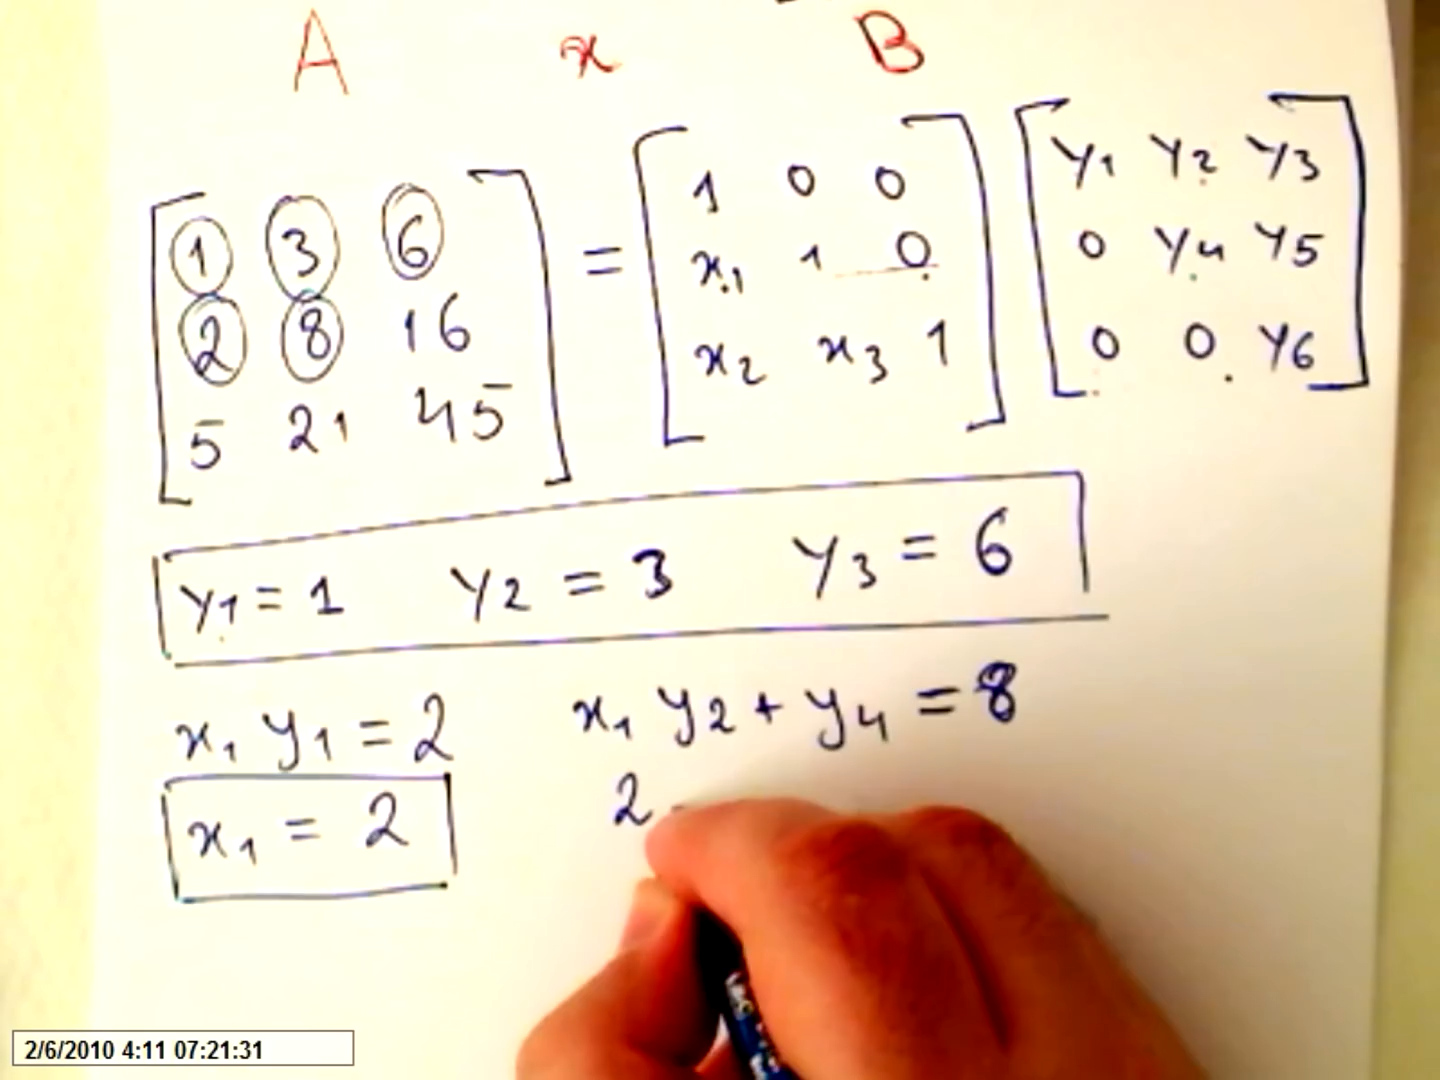 A x B
[1 3 6] = [1 0 0] [y1 y2 y3]
[2 8 16] [x1 1 0] [0 y4 y5]
[5 21 45] [x2 x3 1] [0 0 y6]
y1 = 1 y2 = 3 y3 = 6
x1 y1 = 2 x1 y2 + y4 = 8
x1 = 2 2
2/6/2010 4:11 07:21:31